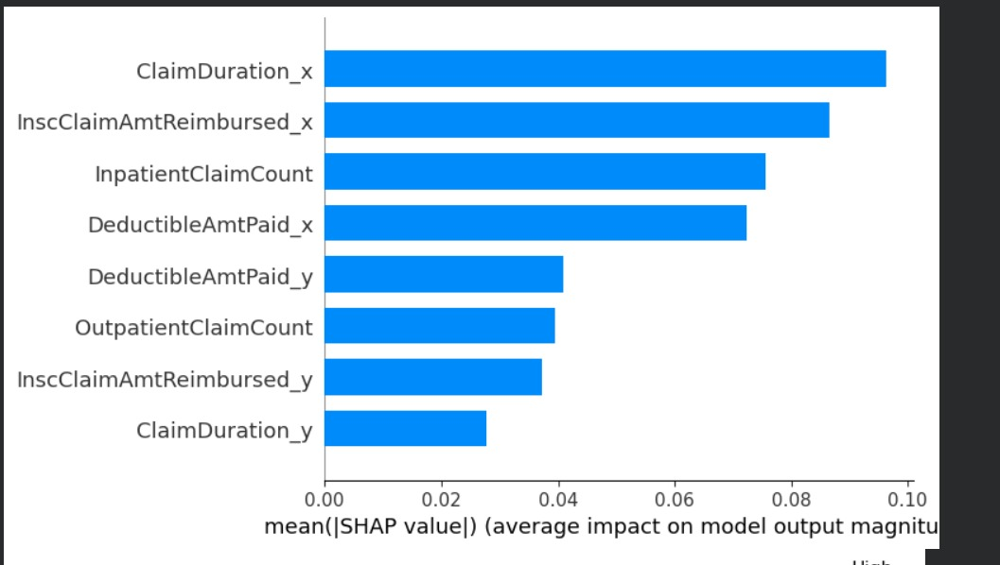 ClaimDuration_x
InscClaimAmtReimbursed_x
InpatientClaimCount
DeductibleAmtPaid_x
DeductibleAmtPaid_y
OutpatientClaimCount
InscClaimAmtReimbursed_y
ClaimDuration_y
0.00 0.02 0.04 0.06 0.08 0.10
mean(|SHAP value|) (average impact on model output magnitu
High